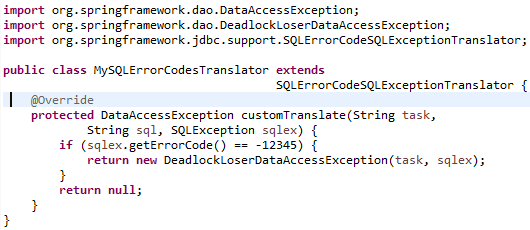 import org.springframework.dao.DataAccessException;
import org.springframework.dao.DeadlockLoserDataAccessException;
import org.springframework.jdbc.support.SQLErrorCodeSQLExceptionTranslator;

public class MySQLErrorCodesTranslator extends
                                    SQLErrorCodeSQLExceptionTranslator {
    @Override
    protected DataAccessException customTranslate(String task,
            String sql, SQLException sqlex) {
        if (sqlex.getErrorCode() == -12345) {
            return new DeadlockLoserDataAccessException(task, sqlex);
        }
        return null;
    }
}